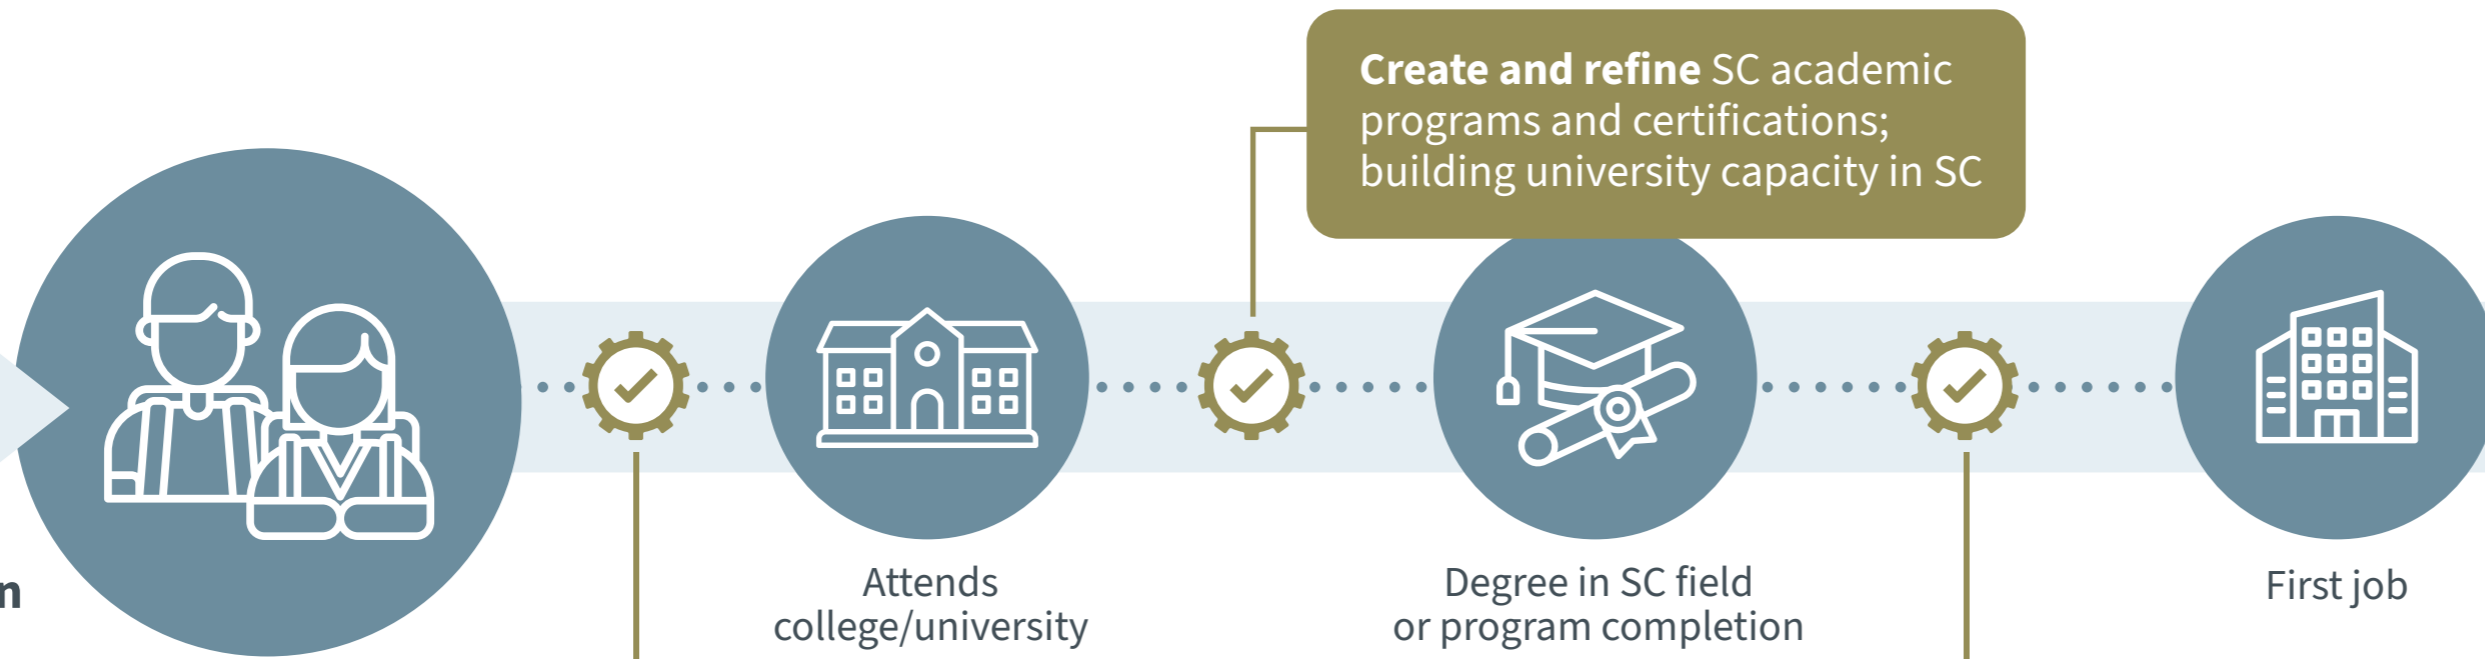 Create and refine SC academic
programs and certifications;
building university capacity in SC
n
Attends
college/university
Degree in SC field
or program completion
First job